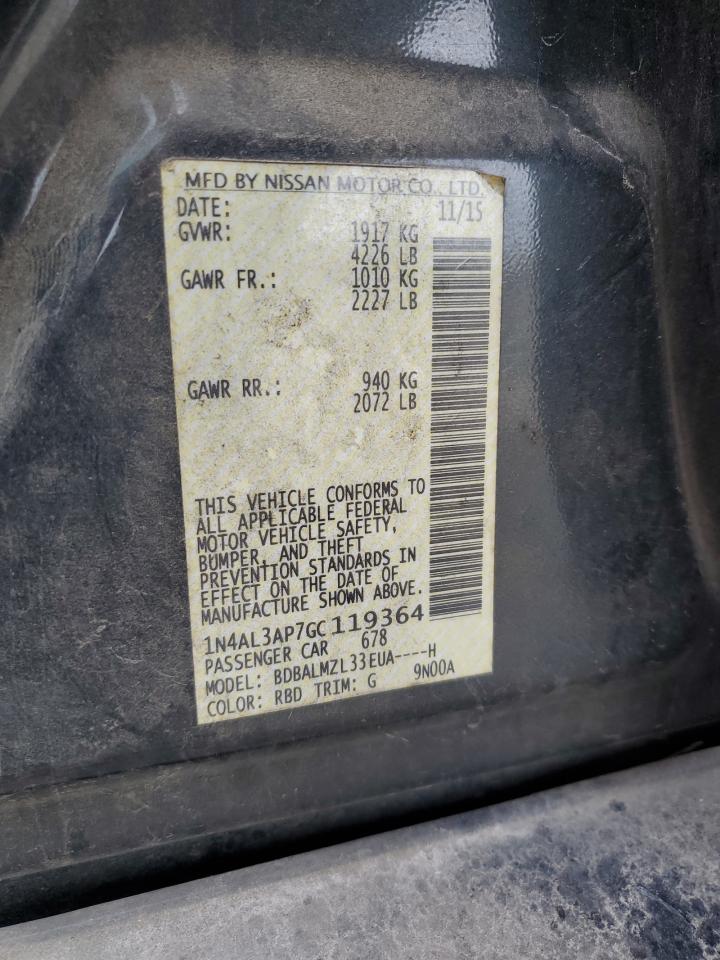 MFD BY NISSAN MOTOR CO., LTD.
DATE: 11/15
GVWR: 1917 KG
4226 LB
GAWR FR.: 1010 KG
2227 LB
GAWR RR.: 940 KG
2072 LB
THIS VEHICLE CONFORMS TO
ALL APPLICABLE FEDERAL
MOTOR VEHICLE SAFETY,
BUMPER, AND THEFT
PREVENTION STANDARDS IN
EFFECT ON THE DATE OF
MANUFACTURE SHOWN ABOVE.
1N4AL3AP7GC119364
PASSENGER CAR 678
MODEL: BDBALMZL33EUA----H
COLOR: RBD TRIM: G 9N00A